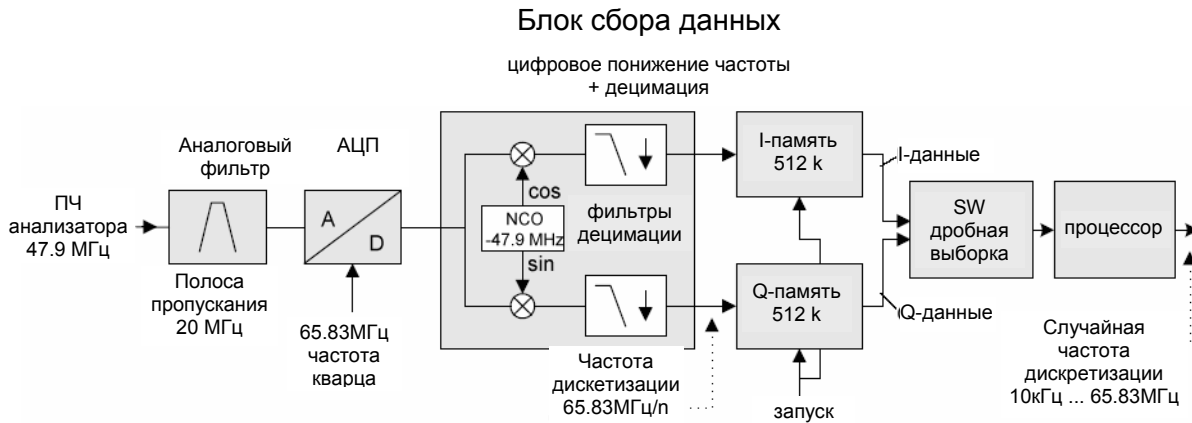 Блок сбора данных
цифровое понижение частоты
+ децимация
Аналоговый
фильтр
АЦП
ПЧ
анализатора
47.9 МГц
Полоса
пропускания
20 МГц
A
D
65.83МГц
частота
кварца
cos
NCO
-47.9 MHz
sin
фильтры
децимации
Частота
дискетизации
65.83МГц/n
I-память
512 k
Q-память
512 k
запуск
I-данные
Q-данные
SW
дробная
выборка
процессор
Случайная
частота
дискретизации
10кГц ... 65.83МГц